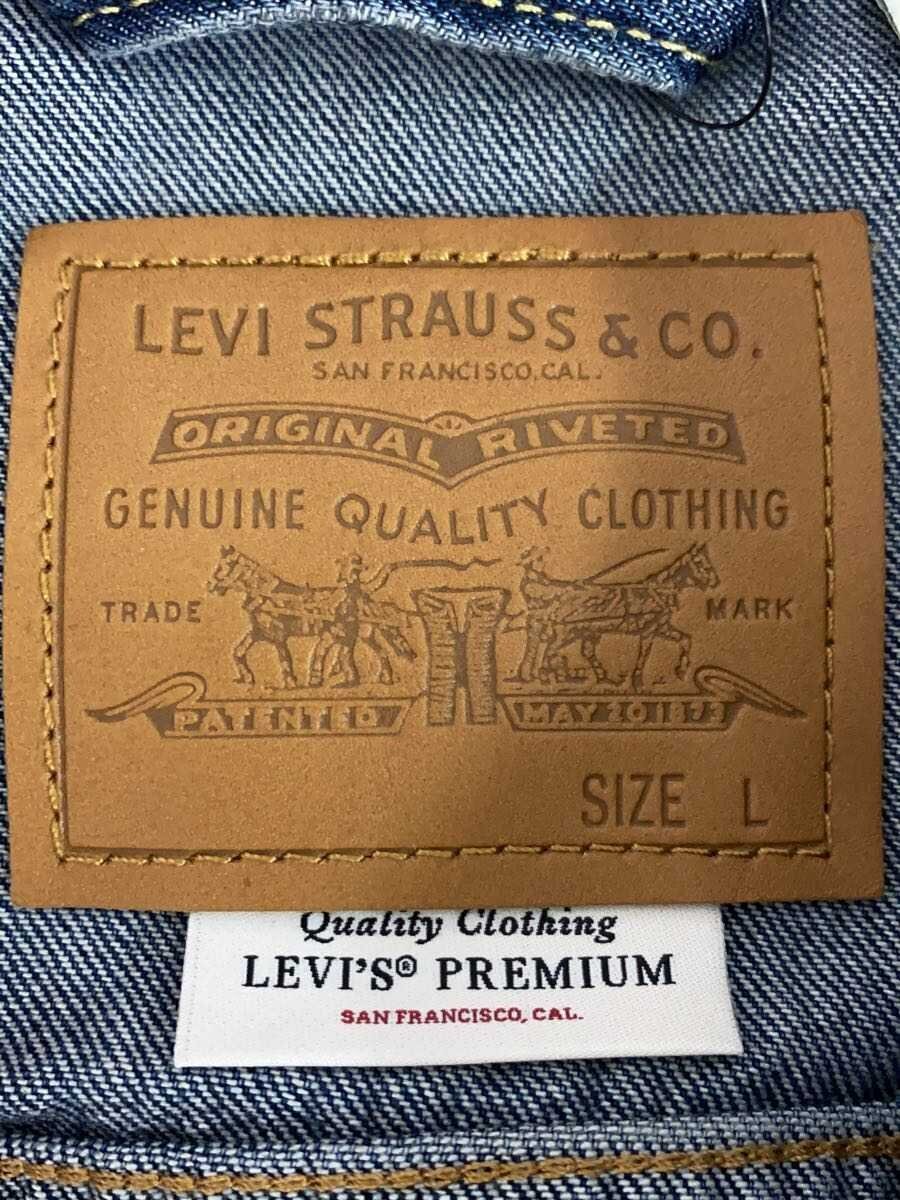 LEVI STRAUSS & CO.
SAN FRANCISCO, CAL.
ORIGINAL RIVETED
GENUINE QUALITY CLOTHING
TRADE MARK
PATENTED MAY 20 1873
SIZE L
Quality Clothing
LEVI'S® PREMIUM
SAN FRANCISCO, CAL.